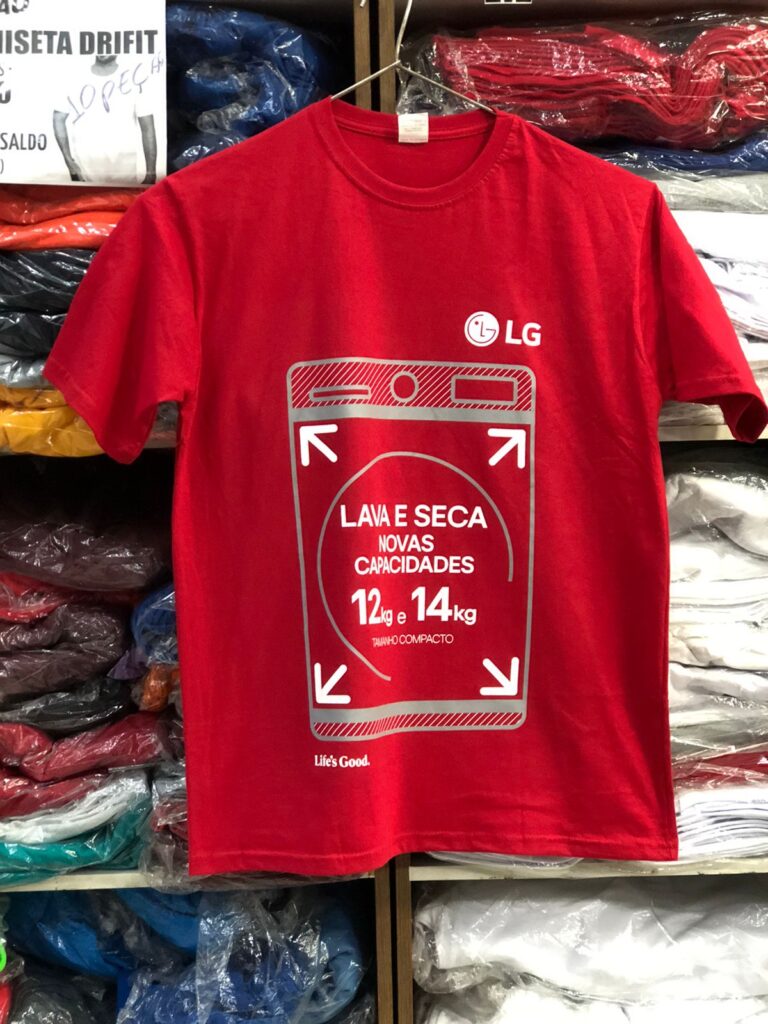 MISETA DRIFIT
10 PEÇA
SALDO
LG
LAVA E SECA
NOVAS
CAPACIDADES
12kg e 14kg
TAMANHO COMPACTO
Life's Good.